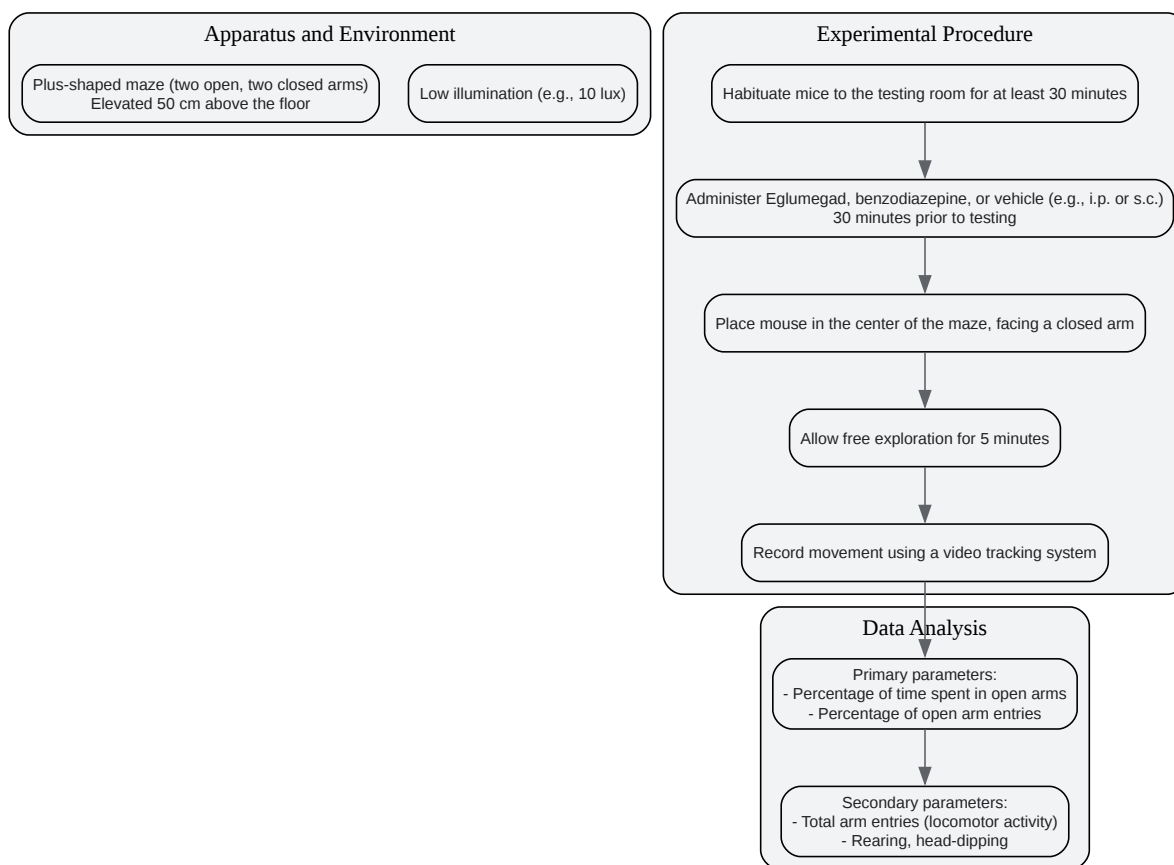 Apparatus and Environment
Plus-shaped maze (two open, two closed arms)
Elevated 50 cm above the floor
Low illumination (e.g., 10 lux)
Experimental Procedure
Habituate mice to the testing room for at least 30 minutes
Administer Eglumegad, benzodiazepine, or vehicle (e.g., i.p. or s.c.)
30 minutes prior to testing
Place mouse in the center of the maze, facing a closed arm
Allow free exploration for 5 minutes
Record movement using a video tracking system
Data Analysis
Primary parameters:
- Percentage of time spent in open arms
- Percentage of open arm entries
Secondary parameters:
- Total arm entries (locomotor activity)
- Rearing, head-dipping